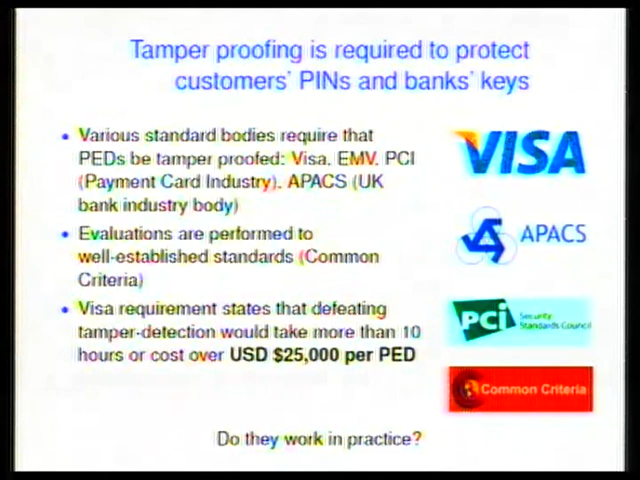 Tamper proofing is required to protect
customers' PINs and banks' keys
• Various standard bodies require that
PEDs be tamper proofed: Visa, EMV, PCI
(Payment Card Industry), APACS (UK
bank industry body)
• Evaluations are performed to
well-established standards (Common
Criteria)
• Visa requirement states that defeating
tamper-detection would take more than 10
hours or cost over USD $25,000 per PED
VISA
APACS
PCi Security
Standards Council
Common Criteria
Do they work in practice?